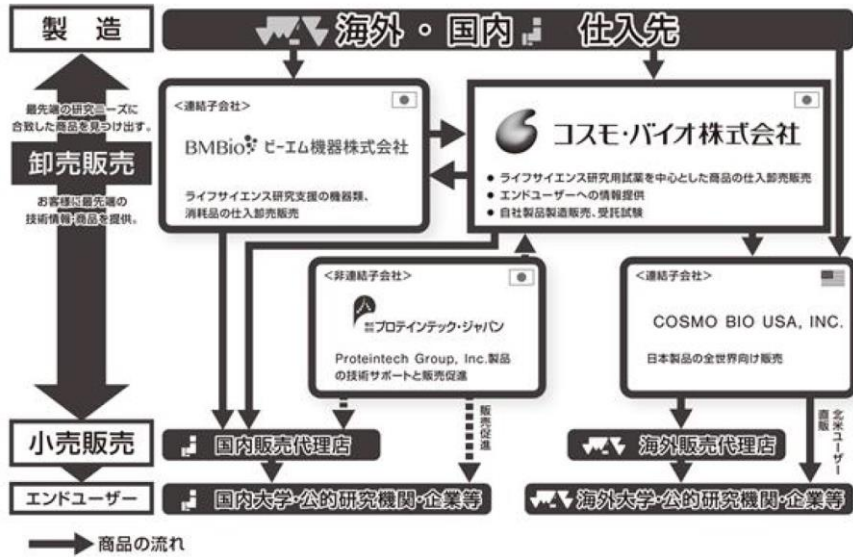 製 造
海外・国内 仕入先
最先端の研究ニーズに
合致した商品を見つけ出す。
卸売販売
お客様に最先端の
技術情報・商品を提供。
<連結子会社>
BMBio ビーエム機器株式会社
ライフサイエンス研究支援の機器類、
消耗品の仕入卸売販売
コスモ・バイオ株式会社
● ライフサイエンス研究用試薬を中心とした商品の仕入卸売販売
● エンドユーザーへの情報提供
● 自社製品製造販売、受託試験
<非連結子会社>
プロテインテック・ジャパン
Proteintech Group, Inc.製品
の技術サポートと販売促進
<連結子会社>
COSMO BIO USA, INC.
日本製品の全世界向け販売
販売促進
北米ユーザー
直販
小売販売
国内販売代理店
海外販売代理店
エンドユーザー
国内大学・公的研究機関・企業等
海外大学・公的研究機関・企業等
商品の流れ